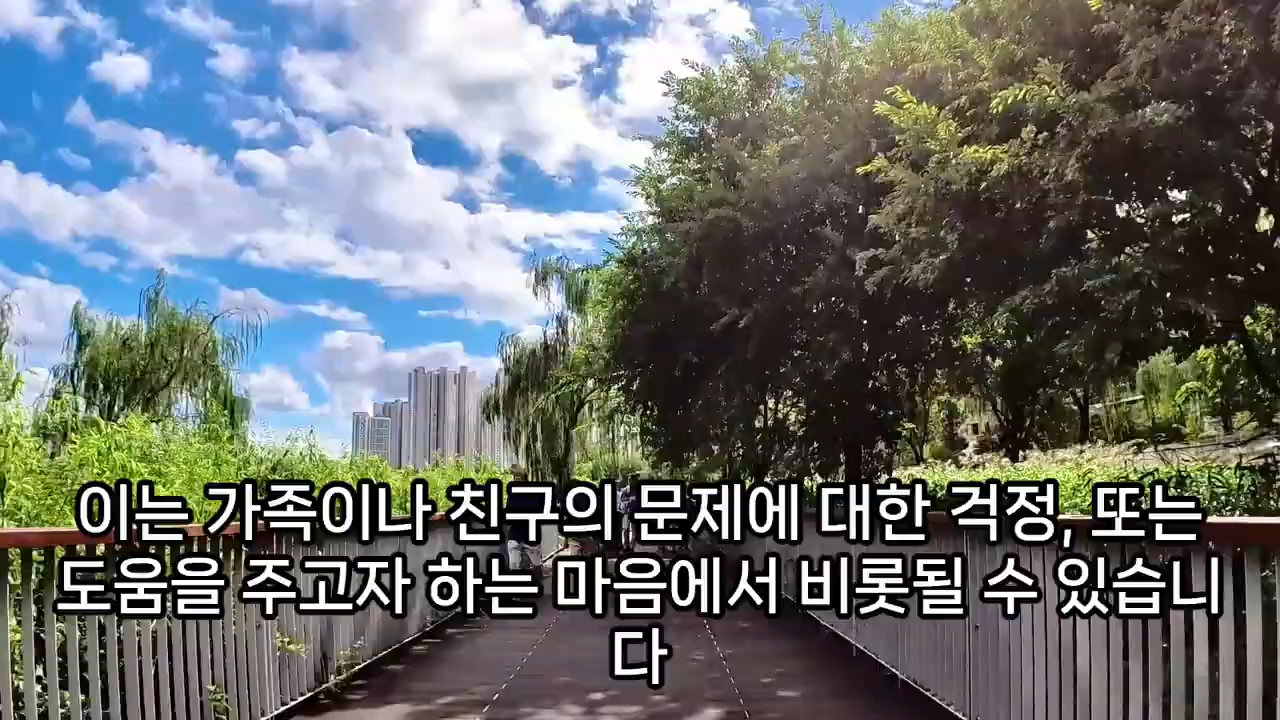 이는 가족이나 친구의 문제에 대한 걱정, 또는
도움을 주고자 하는 마음에서 비롯될 수 있습니
다